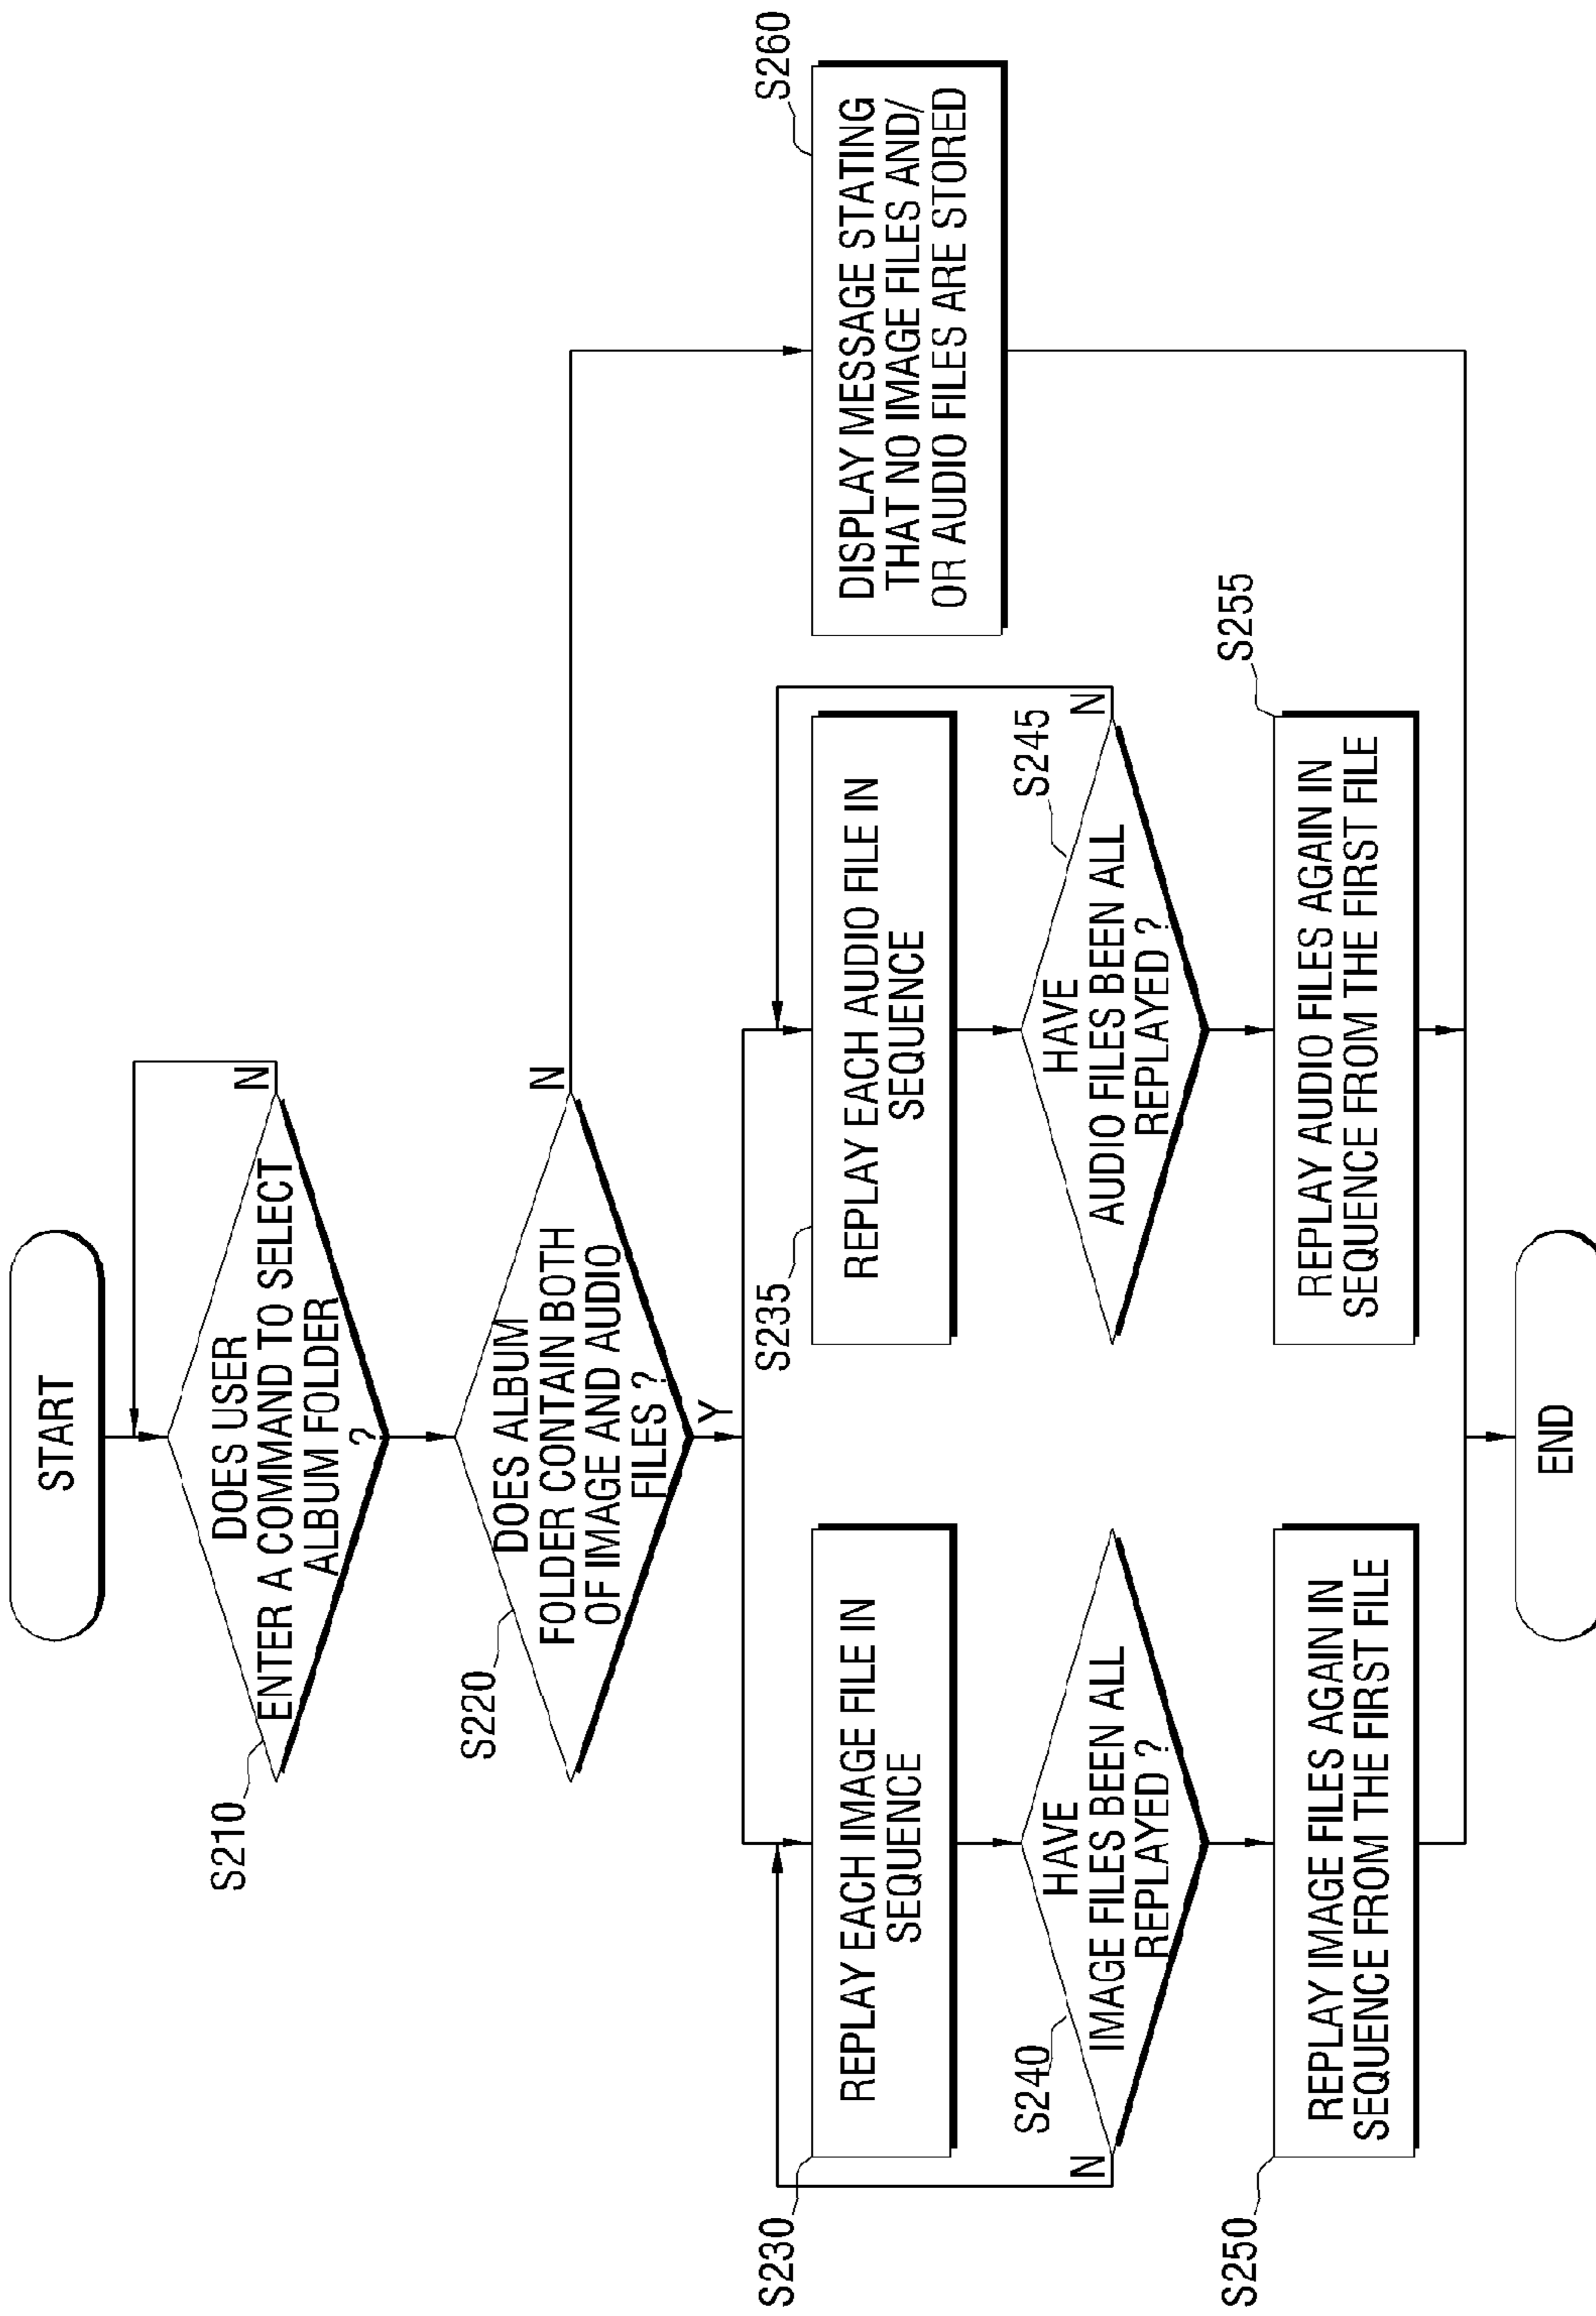 START
DOES USER
ENTER A COMMAND TO SELECT
ALBUM FOLDER
?
N
S210
DOES ALBUM
FOLDER CONTAIN BOTH
OF IMAGE AND AUDIO
FILES ?
N
Y
S220
REPLAY EACH IMAGE FILE IN
SEQUENCE
S230
REPLAY EACH AUDIO FILE IN
SEQUENCE
S235
DISPLAY MESSAGE STATING
THAT NO IMAGE FILES AND/
OR AUDIO FILES ARE STORED
S260
HAVE
IMAGE FILES BEEN ALL
REPLAYED ?
N
S240
HAVE
AUDIO FILES BEEN ALL
REPLAYED ?
N
S245
REPLAY IMAGE FILES AGAIN IN
SEQUENCE FROM THE FIRST FILE
S250
REPLAY AUDIO FILES AGAIN IN
SEQUENCE FROM THE FIRST FILE
S255
END